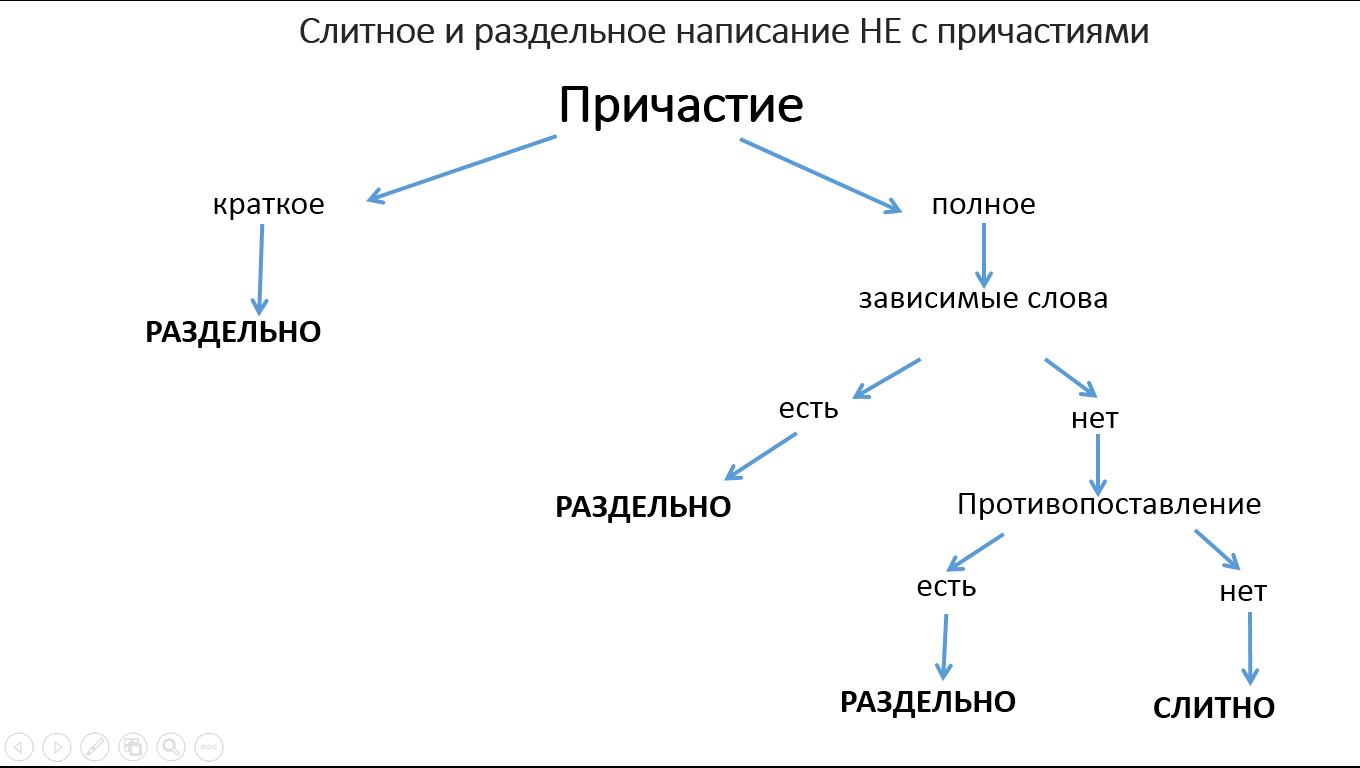 Слитное и раздельное написание НЕ с причастиями
Причастие
краткое
полное
зависимые слова
РАЗДЕЛЬНО
есть
нет
РАЗДЕЛЬНО
Противопоставление
есть
нет
РАЗДЕЛЬНО
СЛИТНО